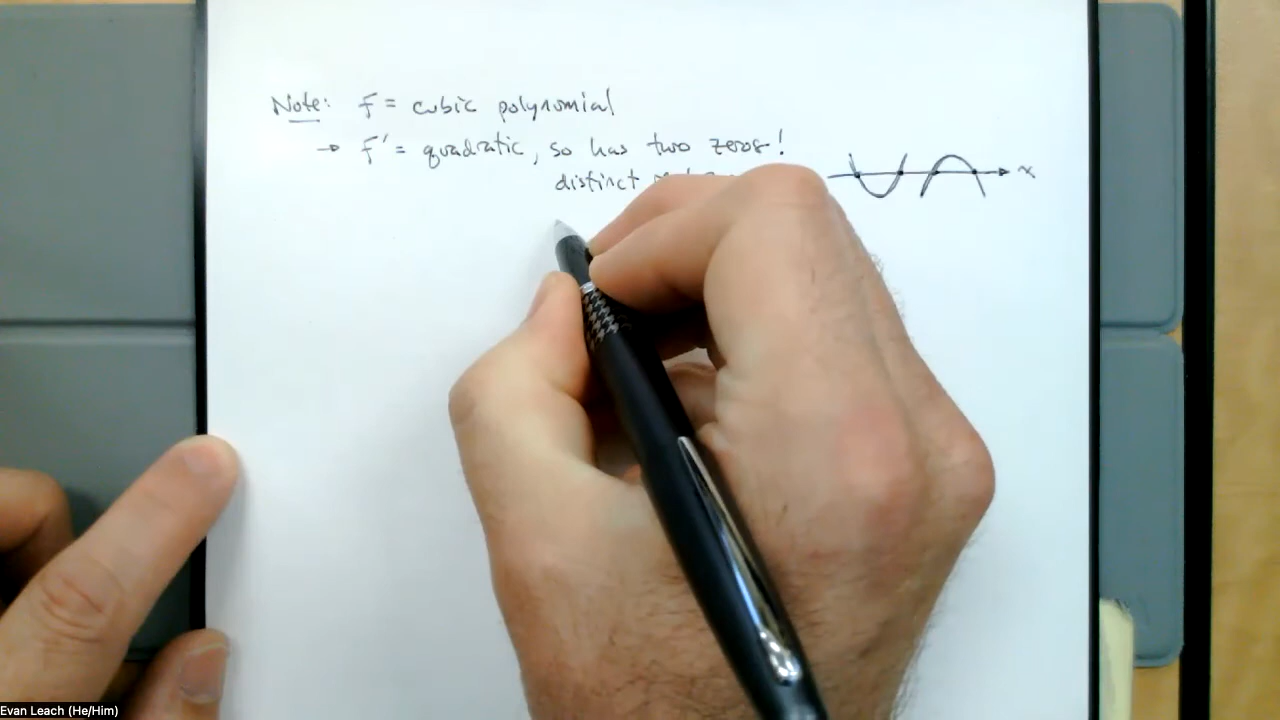 Note: f = cubic polynomial
→ f' = quadratic, so has two zeros!
distinct
x
Evan Leach (He/Him)